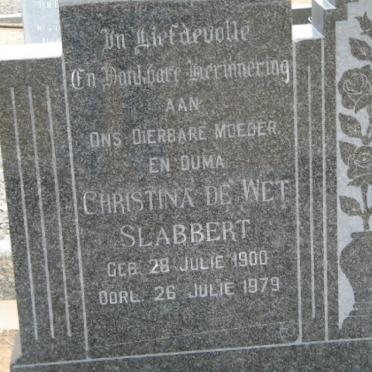 In Liefdevolle
En Dankbare Herinnering
AAN
ONS DIERBARE MOEDER
EN OUMA
CHRISTINA DE WET
SLABBERT
GEB. 28 JULIE 1900
OORL. 26 JULIE 1979